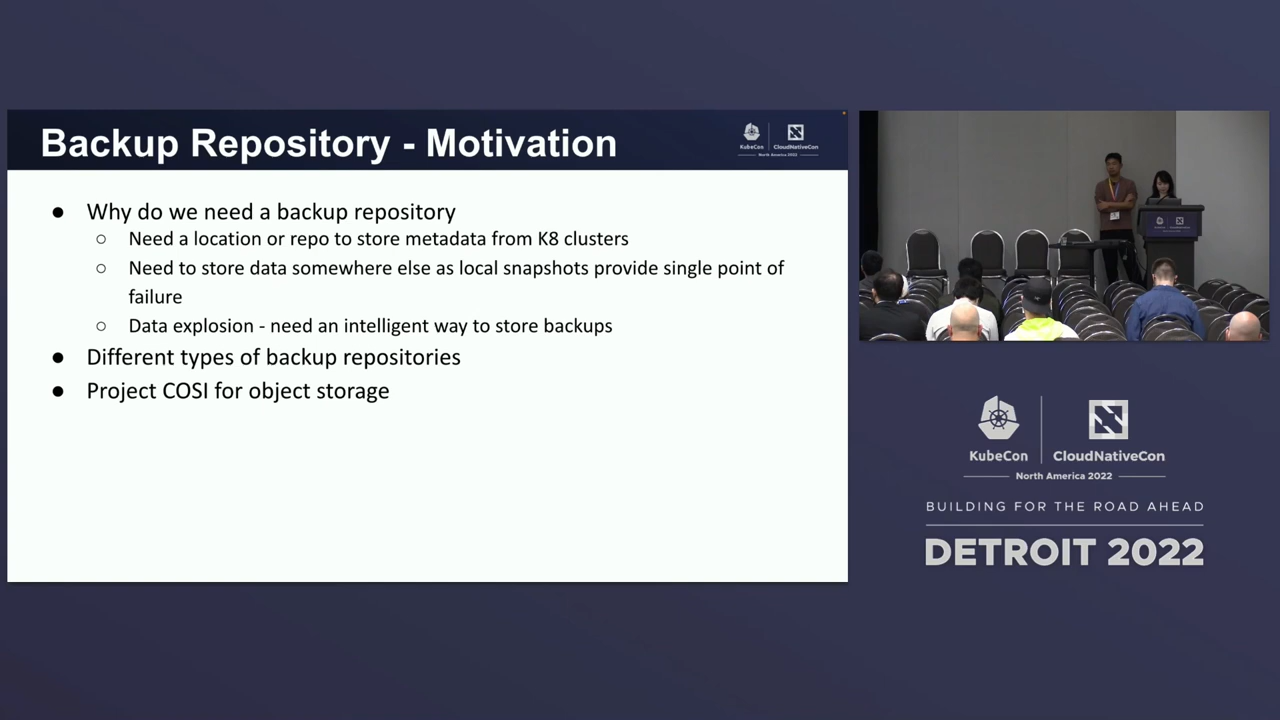 Backup Repository - Motivation
KubeCon
CloudNativeCon
North America 2022
● Why do we need a backup repository
○ Need a location or repo to store metadata from K8 clusters
○ Need to store data somewhere else as local snapshots provide single point of
failure
○ Data explosion - need an intelligent way to store backups
● Different types of backup repositories
● Project COSI for object storage
KubeCon
CloudNativeCon
North America 2022
BUILDING FOR THE ROAD AHEAD
DETROIT 2022